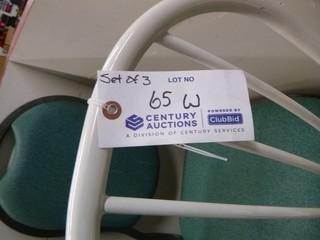 Set of 3 LOT NO
65 W
CENTURY AUCTIONS POWERED BY ClubBid
A DIVISION OF CENTURY SERVICES